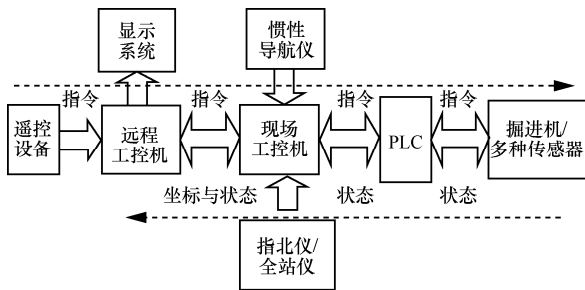 显示
系统
惯性
导航仪
指令
指令
指令
指令
遥控
设备
远程
工控机
现场
工控机
PLC
掘进机/
多种传感器
坐标与状态
状态
状态
指北仪/
全站仪